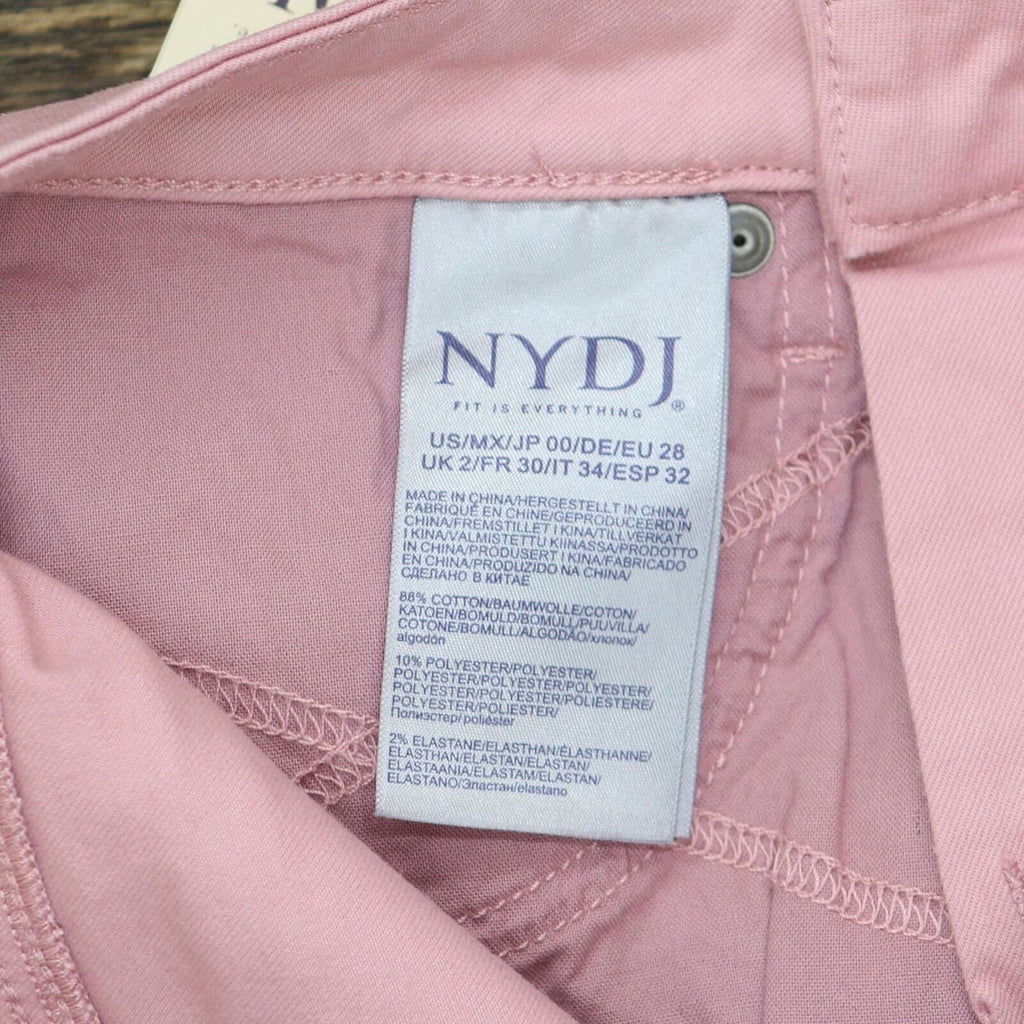 NYDJ®
FIT IS EVERYTHING
US/MX/JP 00/DE/EU 28
UK 2/FR 30/IT 34/ESP 32
MADE IN CHINA/HERGESTELLT IN CHINA/
FABRIQUÉ EN CHINE/GEPRODUCEERD IN
CHINA/FREMSTILLET I KINA/TILLVERKAT
I KINA/VALMISTETTU KIINASSA/PRODOTTO
IN CHINA/PRODUSERT I KINA/FABRICADO
EN CHINA/PRODUZIDO NA CHINA/
СДЕЛАНО В КИТАЕ
88% COTTON/BAUMWOLLE/COTON/
KATOEN/BOMULD/BOMULL/PUUVILLA/
COTONE/BOMULL/ALGODÃO/хлопок/
algodón
10% POLYESTER/POLYESTER/
POLYESTER/POLYESTER/POLYESTER/
POLYESTER/POLYESTER/POLIESTERE/
POLYESTER/POLIESTER/
Полиэстер/poliéster
2% ELASTANE/ELASTHAN/ÉLASTHANNE/
ELASTHAN/ELASTAN/ELASTAN/
ELASTAANIA/ELASTAM/ELASTAN/
ELASTANO/Эластан/elastano